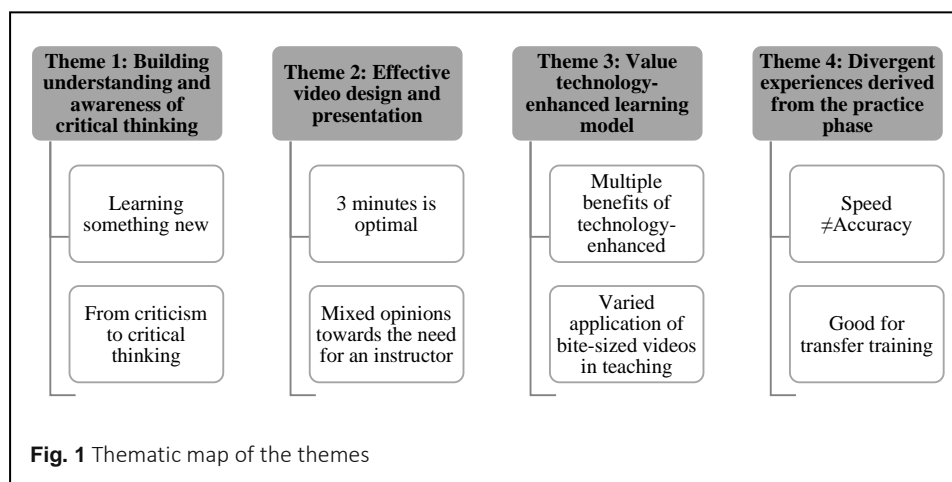 Theme 1: Building
understanding and
awareness of
critical thinking
Learning
something new
From criticism
to critical
thinking
Theme 2: Effective
video design and
presentation
3 minutes is
optimal
Mixed opinions
towards the need
for an instructor
Theme 3: Value
technology-
enhanced learning
model
Multiple
benefits of
technology-
enhanced
Varied
application of
bite-sized videos
in teaching
Theme 4: Divergent
experiences derived
from the practice
phase
Speed
≠Accuracy
Good for
transfer training
Fig. 1 Thematic map of the themes